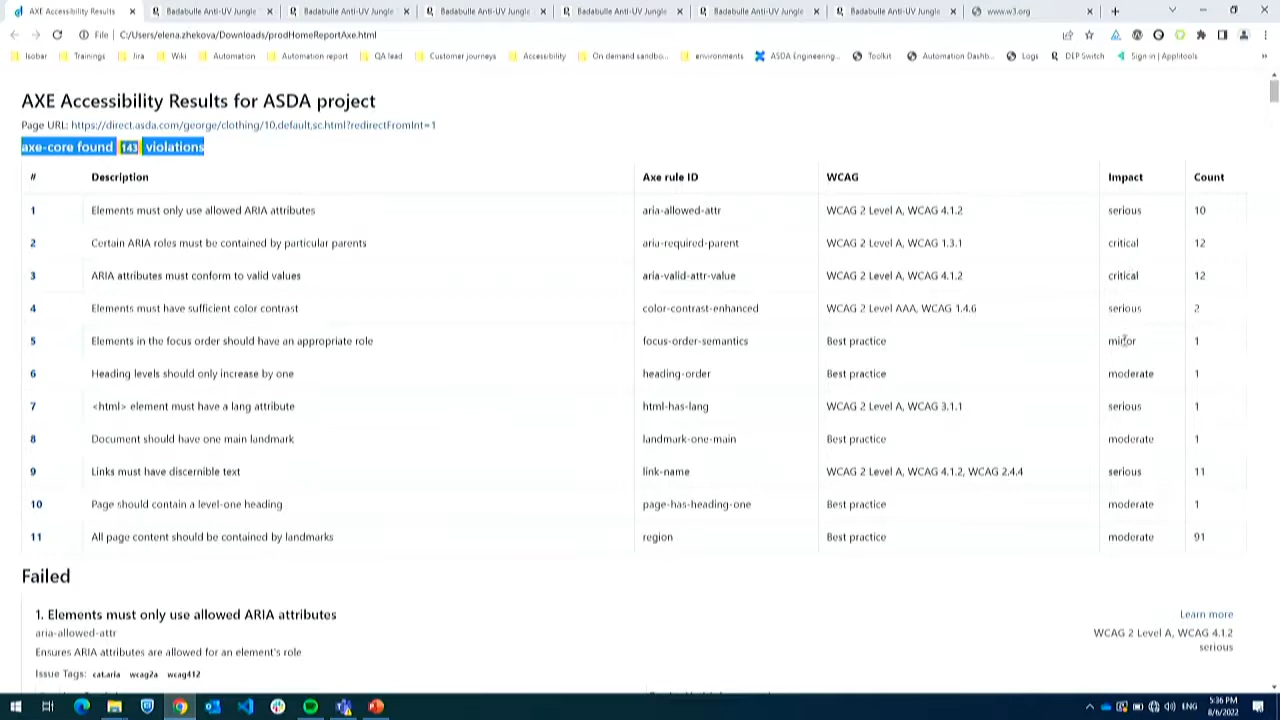 AXE Accessibility Results
Badabulle Anti-UV Jungle
Badabulle Anti-UV Jungle
Badabulle Anti-UV Jungle
Badabulle Anti-UV Jungle
Badabulle Anti-UV Jungle
Badabulle Anti-UV Jungle
www.w3.org
File | C:/Users/elena.zhekova/Downloads/prodHomeReportAxe.html
Isobar Trainings Jira Wiki Automation Automation report QA lead Customer journeys Accessibility On demand sandbo... environments ASDA Engineering... Toolkit Automation Dashb... Logs DEP Switch Sign in | Applitools »
AXE Accessibility Results for ASDA project
Page URL: https://direct.asda.com/george/clothing/10,default,sc.html?redirectFromInt=1
axe-core found 143 violations
# Description Axe rule ID WCAG Impact Count
1 Elements must only use allowed ARIA attributes aria-allowed-attr WCAG 2 Level A, WCAG 4.1.2 serious 10
2 Certain ARIA roles must be contained by particular parents aria-required-parent WCAG 2 Level A, WCAG 1.3.1 critical 12
3 ARIA attributes must conform to valid values aria-valid-attr-value WCAG 2 Level A, WCAG 4.1.2 critical 12
4 Elements must have sufficient color contrast color-contrast-enhanced WCAG 2 Level AAA, WCAG 1.4.6 serious 2
5 Elements in the focus order should have an appropriate role focus-order-semantics Best practice minor 1
6 Heading levels should only increase by one heading-order Best practice moderate 1
7 <html> element must have a lang attribute html-has-lang WCAG 2 Level A, WCAG 3.1.1 serious 1
8 Document should have one main landmark landmark-one-main Best practice moderate 1
9 Links must have discernible text link-name WCAG 2 Level A, WCAG 4.1.2, WCAG 2.4.4 serious 11
10 Page should contain a level-one heading page-has-heading-one Best practice moderate 1
11 All page content should be contained by landmarks region Best practice moderate 91
Failed
1. Elements must only use allowed ARIA attributes Learn more
aria-allowed-attr WCAG 2 Level A, WCAG 4.1.2
Ensures ARIA attributes are allowed for an element's role serious
Issue Tags: cat.aria wcag2a wcag412
ENG 5:36 PM
8/6/2022